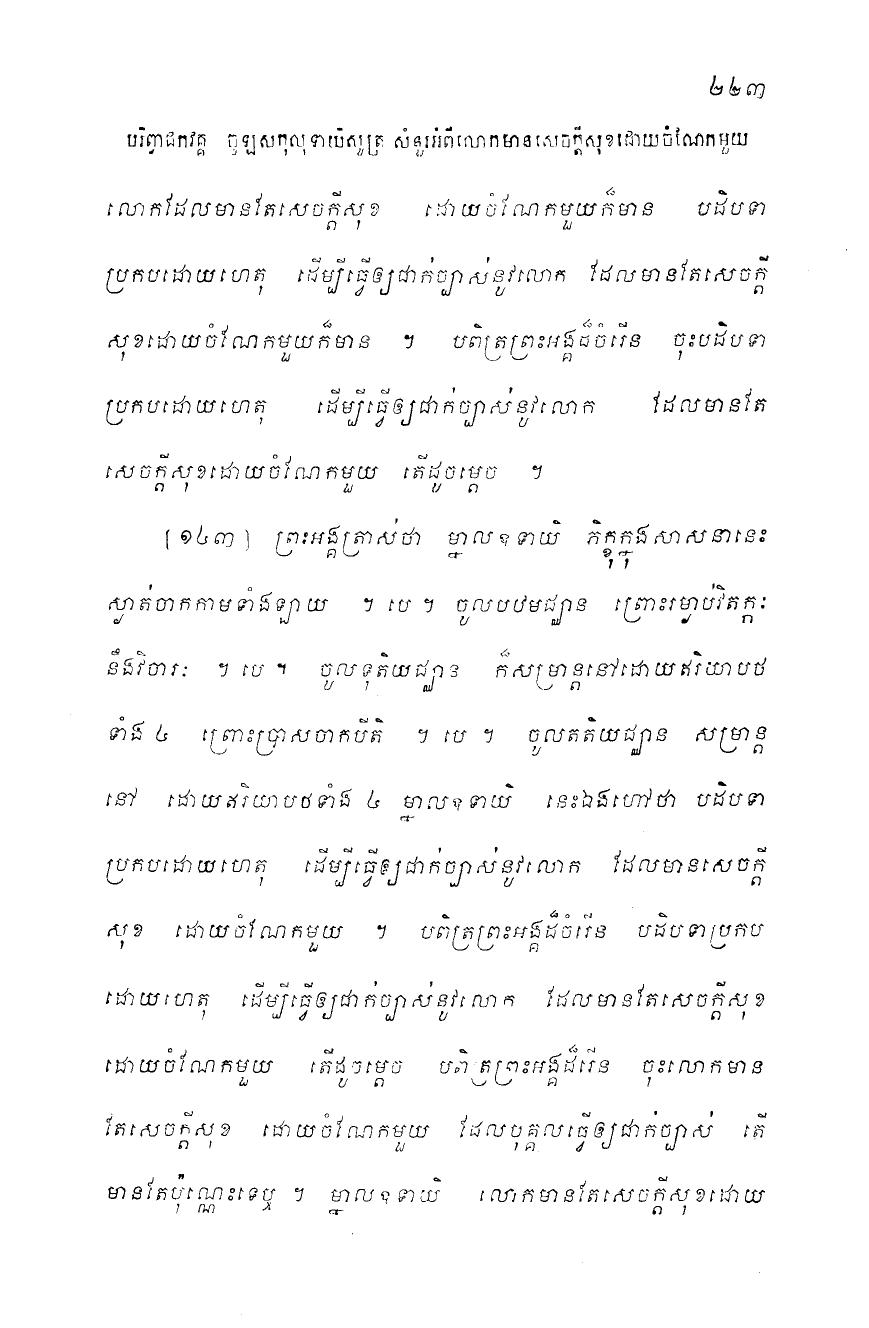 ២២៣
បរិព្វាជកវគ្គ ចូឡសកុលុទាយិសូត្រ សំនួរអំពីលោកមានសេចក្តីសុខដោយចំណែកមួយ
លោកដែលមានតែសេចក្តីសុខ ដោយចំណែកមួយក៏មាន បដិបទា
ប្រកបដោយហេតុ ដើម្បីធ្វើឲ្យជាក់ច្បាស់នូវលោក ដែលមានតែសេចក្តី
សុខដោយចំណែកមួយក៏មាន ។ បពិត្រព្រះអង្គដ៏ចំរើន ចុះបដិបទា
ប្រកបដោយហេតុ ដើម្បីធ្វើឲ្យជាក់ច្បាស់នូវលោក ដែលមានតែ
សេចក្តីសុខដោយចំណែកមួយ តើដូចម្តេច ។
[១៤៣] ព្រះអង្គត្រាស់ថា ម្នាលឧទាយិ ភិក្ខុក្នុងសាសនានេះ
ស្ងាត់ចាកកាមទាំងឡាយ ។ បេ ។ ចូលបឋមជ្ឈាន ព្រោះរម្ងាប់វិតក្កៈ
នឹងវិចារៈ ។ បេ ។ ចូលទុតិយជ្ឈាន ក៏សម្រាន្តនៅដោយឥរិយាបថ
ទាំង ៤ ព្រោះប្រាសចាកបីតិ ។ បេ ។ ចូលតតិយជ្ឈាន សម្រាន្ត
នៅ ដោយឥរិយាបថទាំង ៤ ម្នាលឧទាយិ នេះឯងហៅថា បដិបទា
ប្រកបដោយហេតុ ដើម្បីធ្វើឲ្យជាក់ច្បាស់នូវលោក ដែលមានសេចក្តី
សុខ ដោយចំណែកមួយ ។ បពិត្រព្រះអង្គដ៏ចំរើន បដិបទាប្រកប
ដោយហេតុ ដើម្បីធ្វើឲ្យជាក់ច្បាស់នូវលោក ដែលមានតែសេចក្តីសុខ
ដោយចំណែកមួយ តើដូចម្តេច បពិត្រព្រះអង្គដ៏រើន ចុះលោកមាន
តែសេចក្តីសុខ ដោយចំណែកមួយ ដែលបុគ្គលធ្វើឲ្យជាក់ច្បាស់ តើ
មានតែប៉ុណ្ណេះទេឬ ។ ម្នាលឧទាយិ លោកមានតែសេចក្តីសុខដោយ